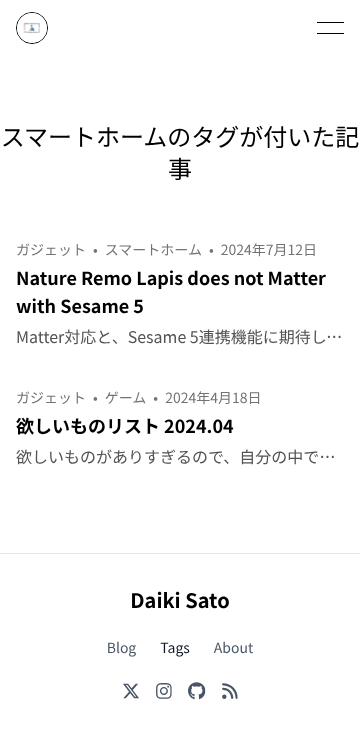 スマートホームのタグが付いた記
事
ガジェット • スマートホーム • 2024年7月12日
Nature Remo Lapis does not Matter
with Sesame 5
Matter対応と、Sesame 5連携機能に期待し…
ガジェット • ゲーム • 2024年4月18日
欲しいものリスト 2024.04
欲しいものがありすぎるので、自分の中で…
Daiki Sato
Blog Tags About